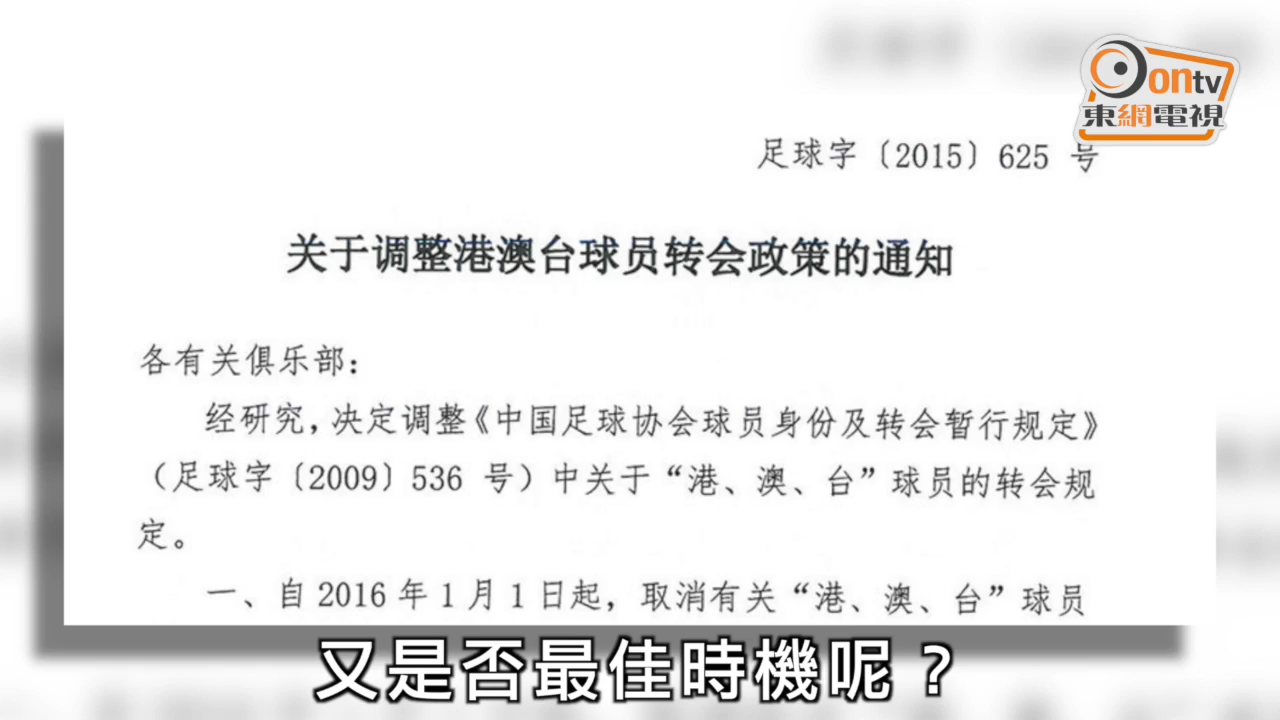 ontv
東網電視
足球字〔2015〕625 号
关于调整港澳台球员转会政策的通知
各有关俱乐部：
经研究，决定调整《中国足球协会球员身份及转会暂行规定》
（足球字〔2009〕536 号）中关于“港、澳、台”球员的转会规
定。
一、自 2016 年 1 月 1 日起，取消有关“港、澳、台”球员
又是否最佳時機呢？